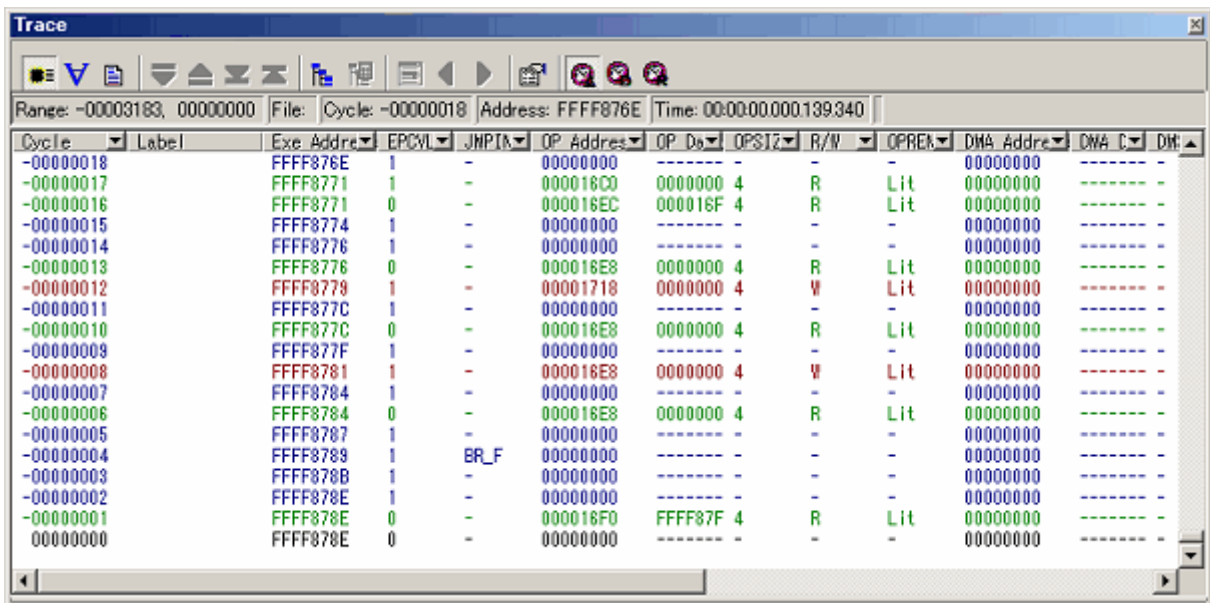 Trace
Range: -00003183, 00000000 File: Cycle: -00000018 Address: FFFF876E Time: 00:00:00.000.139.340
Cycle Label Exe Addre EPCVL JMPIN OP Addres OP Da OPSIZ R/W OPREN DMA Addre DMA D DM
-00000018 FFFF876E 1 - 00000000 ------- - - - 00000000 ------- -
-00000017 FFFF8771 1 - 000016C0 0000000 4 R Lit 00000000 ------- -
-00000016 FFFF8771 0 - 000016EC 000016F 4 R Lit 00000000 ------- -
-00000015 FFFF8774 1 - 00000000 ------- - - - 00000000 ------- -
-00000014 FFFF8776 1 - 00000000 ------- - - - 00000000 ------- -
-00000013 FFFF8776 0 - 000016E8 0000000 4 R Lit 00000000 ------- -
-00000012 FFFF8779 1 - 00001718 0000000 4 W Lit 00000000 ------- -
-00000011 FFFF877C 1 - 00000000 ------- - - - 00000000 ------- -
-00000010 FFFF877C 0 - 000016E8 0000000 4 R Lit 00000000 ------- -
-00000009 FFFF877F 1 - 00000000 ------- - - - 00000000 ------- -
-00000008 FFFF8781 1 - 000016E8 0000000 4 W Lit 00000000 ------- -
-00000007 FFFF8784 1 - 00000000 ------- - - - 00000000 ------- -
-00000006 FFFF8784 0 - 000016E8 0000000 4 R Lit 00000000 ------- -
-00000005 FFFF8787 1 - 00000000 ------- - - - 00000000 ------- -
-00000004 FFFF8789 1 BR_F 00000000 ------- - - - 00000000 ------- -
-00000003 FFFF878B 1 - 00000000 ------- - - - 00000000 ------- -
-00000002 FFFF878E 1 - 00000000 ------- - - - 00000000 ------- -
-00000001 FFFF878E 0 - 000016F0 FFFF87F 4 R Lit 00000000 ------- -
00000000 FFFF878E 0 - 00000000 ------- - - - 00000000 ------- -